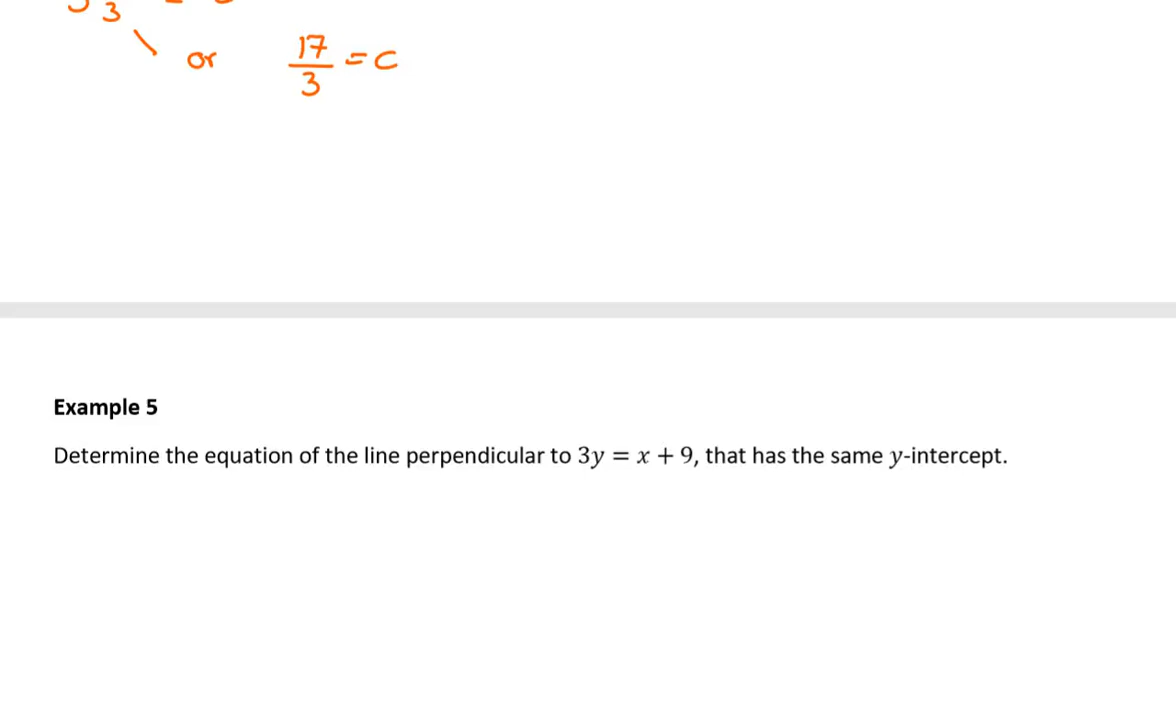 3
or 17/3 = c
Example 5
Determine the equation of the line perpendicular to 3y = x + 9, that has the same y-intercept.